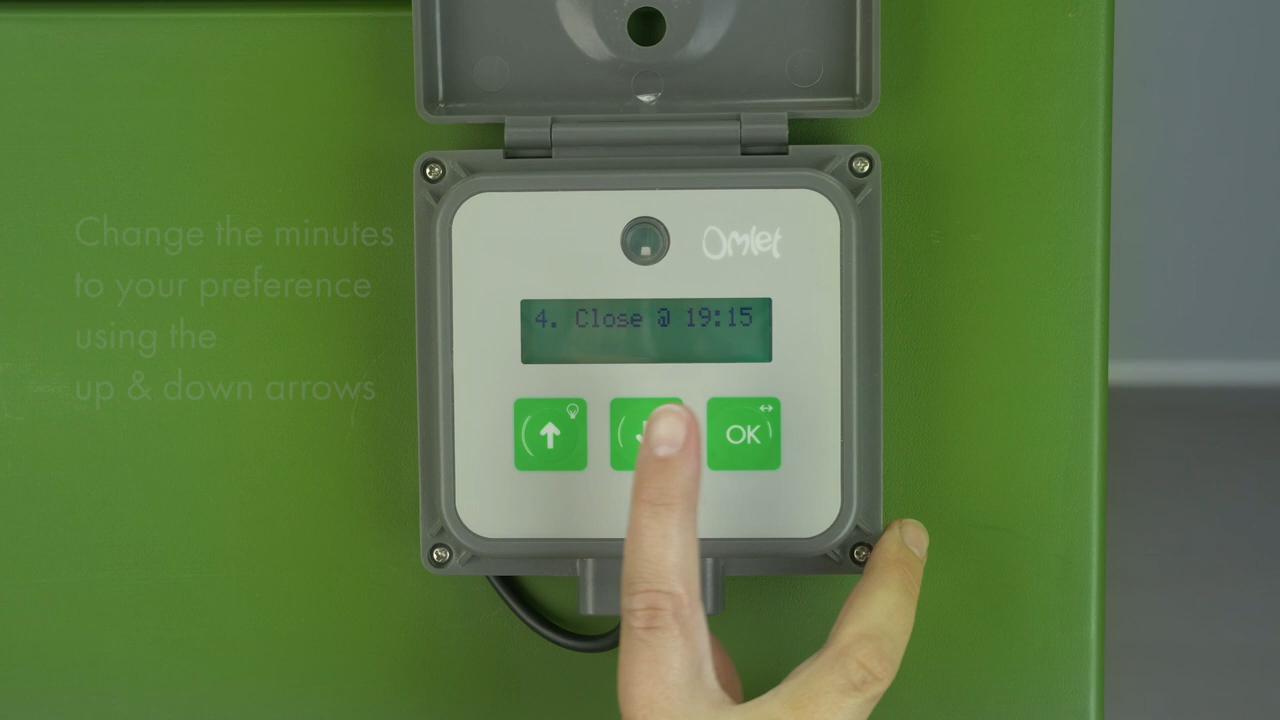 Change the minutes
to your preference
using the
up & down arrows
Omlet
4. Close @ 19:15
OK